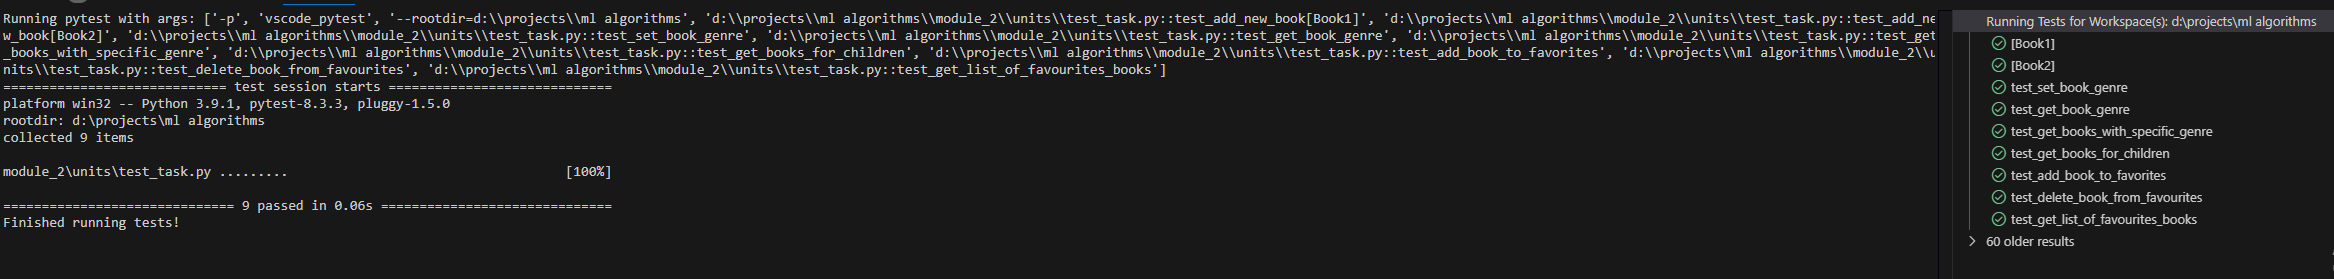 Running pytest with args: ['-p', 'vscode_pytest', '--rootdir=d:\\projects\\ml algorithms', 'd:\\projects\\ml algorithms\\module_2\\units\\test_task.py::test_add_new_book[Book1]', 'd:\\projects\\ml algorithms\\module_2\\units\\test_task.py::test_add_ne
w_book[Book2]', 'd:\\projects\\ml algorithms\\module_2\\units\\test_task.py::test_set_book_genre', 'd:\\projects\\ml algorithms\\module_2\\units\\test_task.py::test_get_book_genre', 'd:\\projects\\ml algorithms\\module_2\\units\\test_task.py::test_get
_books_with_specific_genre', 'd:\\projects\\ml algorithms\\module_2\\units\\test_task.py::test_get_books_for_children', 'd:\\projects\\ml algorithms\\module_2\\units\\test_task.py::test_add_book_to_favorites', 'd:\\projects\\ml algorithms\\module_2\\u
nits\\test_task.py::test_delete_book_from_favourites', 'd:\\projects\\ml algorithms\\module_2\\units\\test_task.py::test_get_list_of_favourites_books']
============================= test session starts =============================
platform win32 -- Python 3.9.1, pytest-8.3.3, pluggy-1.5.0
rootdir: d:\projects\ml algorithms
collected 9 items
module_2\units\test_task.py ......... [100%]
============================== 9 passed in 0.06s ==============================
Finished running tests!
Running Tests for Workspace(s): d:\projects\ml algorithms
[Book1]
[Book2]
test_set_book_genre
test_get_book_genre
test_get_books_with_specific_genre
test_get_books_for_children
test_add_book_to_favorites
test_delete_book_from_favourites
test_get_list_of_favourites_books
60 older results